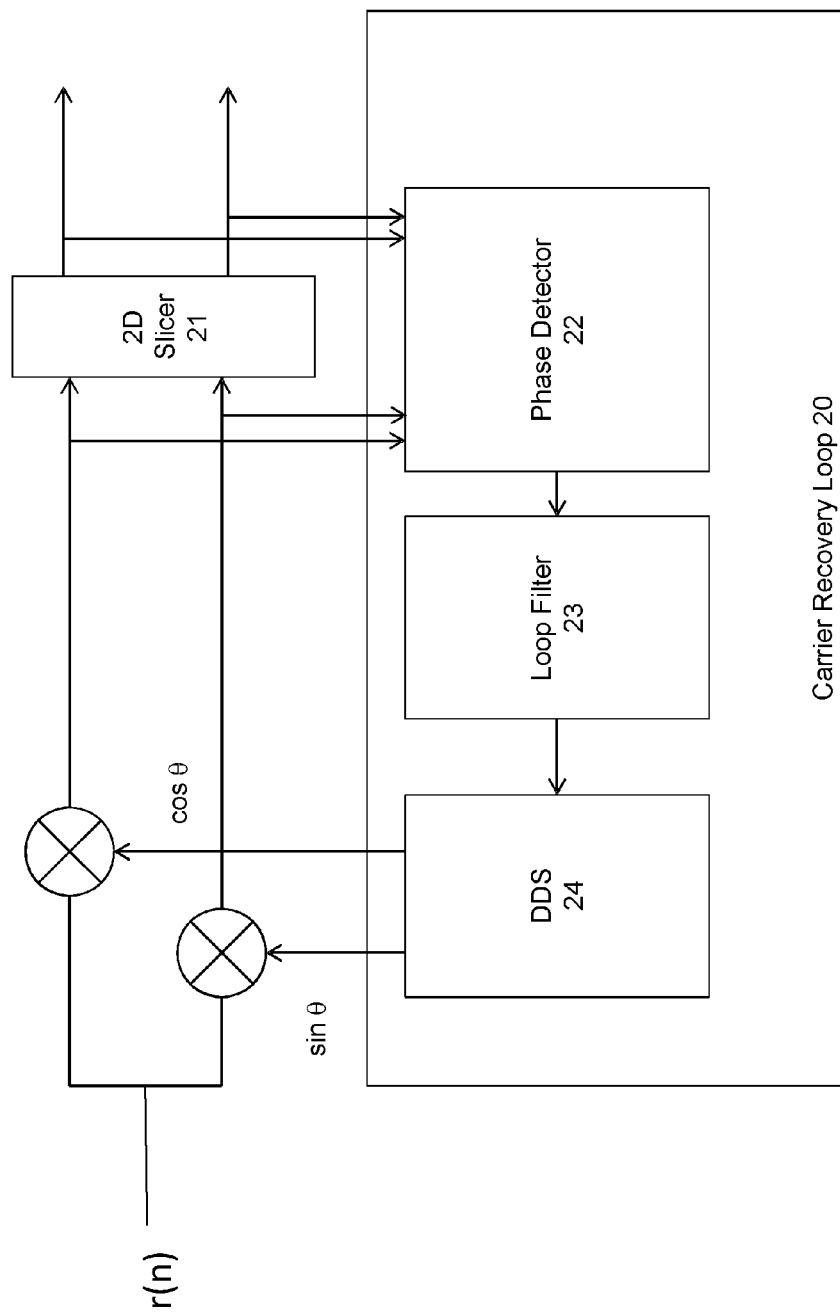 r(n)
cos θ
sin θ
2D
Slicer
21
Phase Detector
22
Loop Filter
23
DDS
24
Carrier Recovery Loop 20